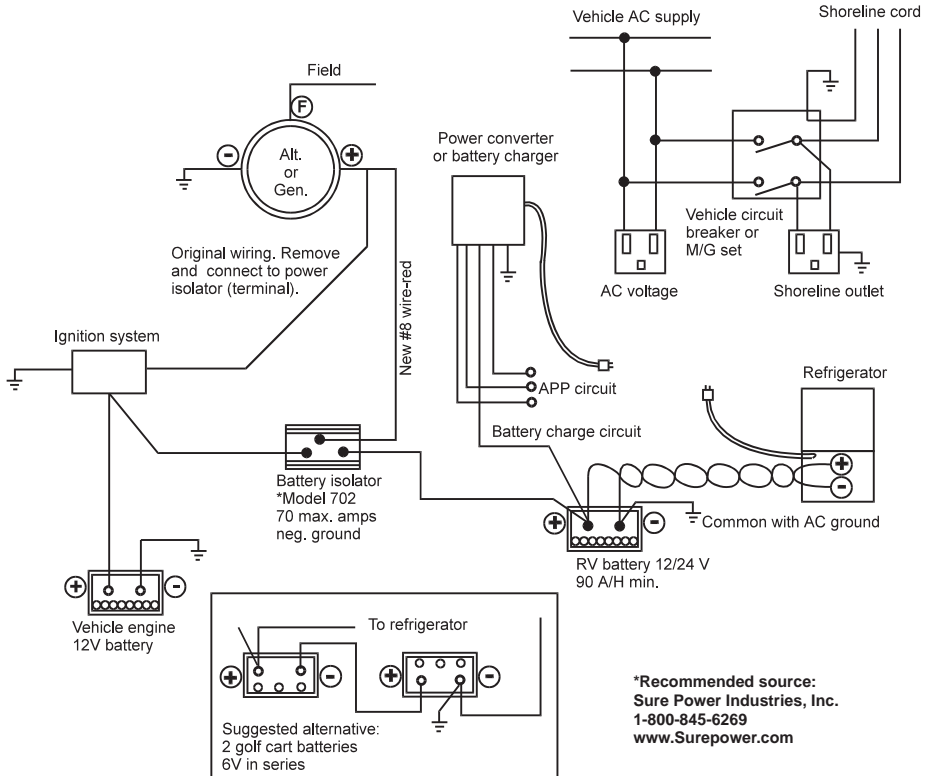 Vehicle AC supply
Shoreline cord
Field
F
-
Alt.
or
Gen.
+
Power converter
or battery charger
Vehicle circuit
breaker or
M/G set
Original wiring. Remove
and connect to power
isolator (terminal).
New #8 wire-red
AC voltage
Shoreline outlet
Ignition system
APP circuit
Refrigerator
Battery charge circuit
+
-
Battery isolator
*Model 702
70 max. amps
neg. ground
+
-
Common with AC ground
RV battery 12/24 V
90 A/H min.
+
-
Vehicle engine
12V battery
To refrigerator
+
-
+
-
Suggested alternative:
2 golf cart batteries
6V in series
*Recommended source:
Sure Power Industries, Inc.
1-800-845-6269
www.Surepower.com